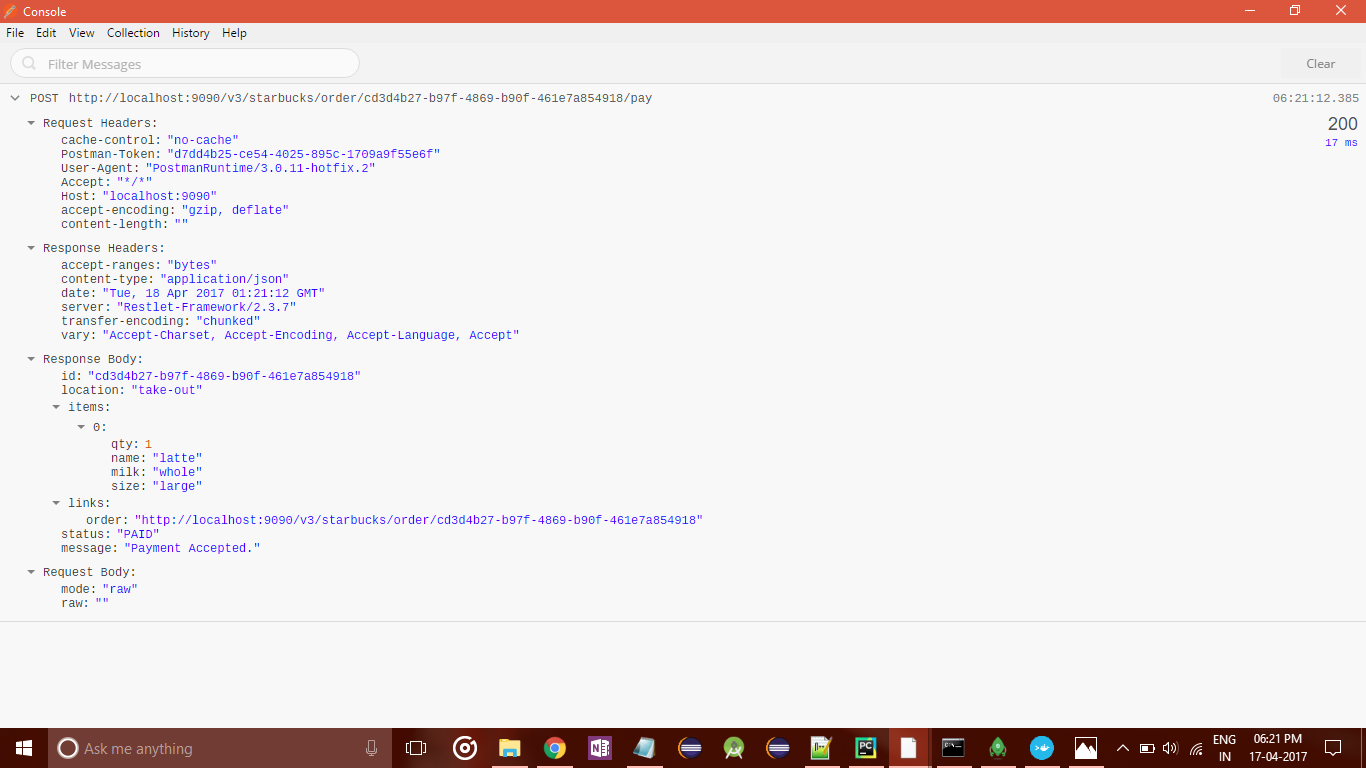 Console
File Edit View Collection History Help
Filter Messages
Clear
POST http://localhost:9090/v3/starbucks/order/cd3d4b27-b97f-4869-b90f-461e7a854918/pay
06:21:12.385
Request Headers:
200
cache-control: "no-cache"
17 ms
Postman-Token: "d7dd4b25-ce54-4025-895c-1709a9f55e6f"
User-Agent: "PostmanRuntime/3.0.11-hotfix.2"
Accept: "*/*"
Host: "localhost:9090"
accept-encoding: "gzip, deflate"
content-length: ""
Response Headers:
accept-ranges: "bytes"
content-type: "application/json"
date: "Tue, 18 Apr 2017 01:21:12 GMT"
server: "Restlet-Framework/2.3.7"
transfer-encoding: "chunked"
vary: "Accept-Charset, Accept-Encoding, Accept-Language, Accept"
Response Body:
id: "cd3d4b27-b97f-4869-b90f-461e7a854918"
location: "take-out"
items:
0:
qty: 1
name: "latte"
milk: "whole"
size: "large"
links:
order: "http://localhost:9090/v3/starbucks/order/cd3d4b27-b97f-4869-b90f-461e7a854918"
status: "PAID"
message: "Payment Accepted."
Request Body:
mode: "raw"
raw: ""
Ask me anything
N
PC
ENG
IN
06:21 PM
17-04-2017